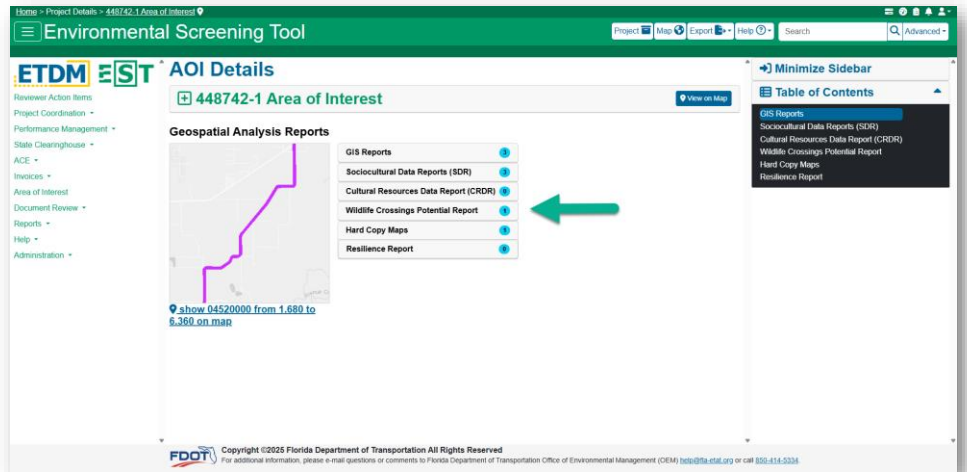 Home > Project Details > 448742-1 Area of Interest
Environmental Screening Tool
Project Map Export Help Search Advanced
ETDM EST
Reviewer Action Items
Project Coordination
Performance Management
State Clearinghouse
ACE
Invoices
Area of Interest
Document Review
Reports
Help
Administration
AOI Details
448742-1 Area of Interest
View on Map
Geospatial Analysis Reports
GIS Reports 3
Sociocultural Data Reports (SDR) 3
Cultural Resources Data Report (CRDR) 0
Wildlife Crossings Potential Report 1
Hard Copy Maps 1
Resilience Report 0
show 04520000 from 1.680 to
6.360 on map
Minimize Sidebar
Table of Contents
GIS Reports
Sociocultural Data Reports (SDR)
Cultural Resources Data Report (CRDR)
Wildlife Crossings Potential Report
Hard Copy Maps
Resilience Report
FDOT
Copyright ©2025 Florida Department of Transportation All Rights Reserved
For additional information, please e-mail questions or comments to Florida Department of Transportation Office of Environmental Management (OEM) help@fla-etat.org or call 850-414-5334